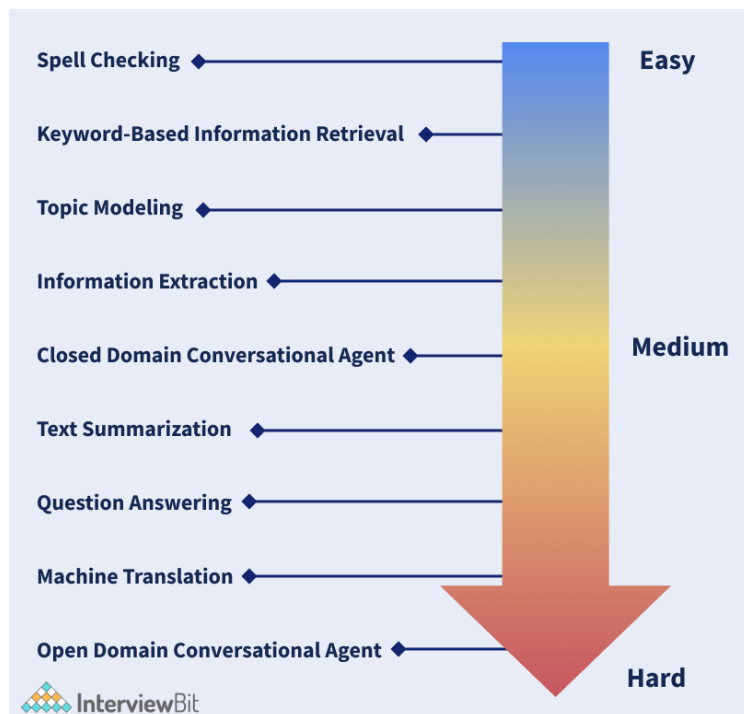 Spell Checking
Easy
Keyword-Based Information Retrieval
Topic Modeling
Information Extraction
Closed Domain Conversational Agent
Medium
Text Summarization
Question Answering
Machine Translation
Open Domain Conversational Agent
Hard
InterviewBit